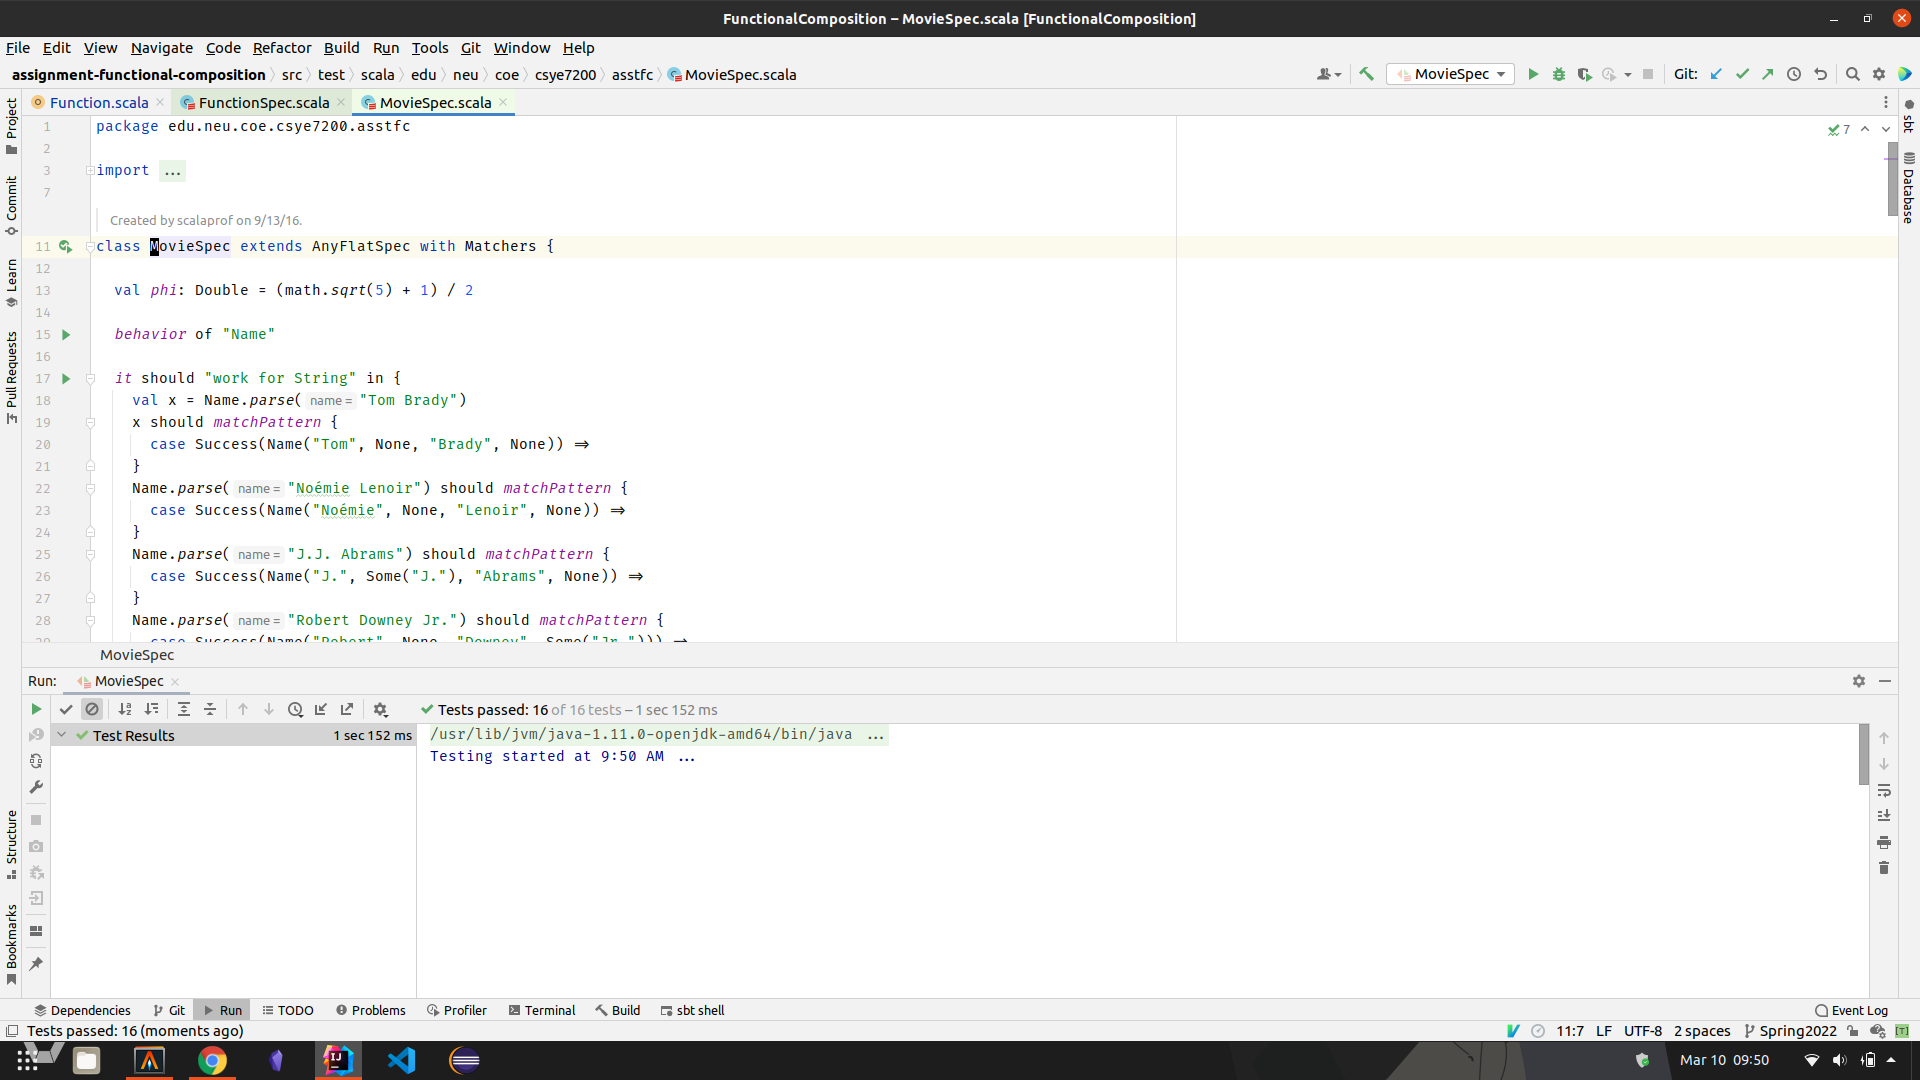 FunctionalComposition – MovieSpec.scala [FunctionalComposition]
File Edit View Navigate Code Refactor Build Run Tools Git Window Help
assignment-functional-composition src test scala edu neu coe csye7200 asstfc MovieSpec.scala
MovieSpec
Git:
Function.scala
FunctionSpec.scala
MovieSpec.scala
Project
Commit
Learn
Pull Requests
Structure
Bookmarks
sbt
Database
7
1 package edu.neu.coe.csye7200.asstfc
2
3 import ...
7
Created by scalaprof on 9/13/16.
11 class MovieSpec extends AnyFlatSpec with Matchers {
12
13 val phi: Double = (math.sqrt(5) + 1) / 2
14
15 behavior of "Name"
16
17 it should "work for String" in {
18 val x = Name.parse( name = "Tom Brady")
19 x should matchPattern {
20 case Success(Name("Tom", None, "Brady", None)) =>
21 }
22 Name.parse( name = "Noémie Lenoir") should matchPattern {
23 case Success(Name("Noémie", None, "Lenoir", None)) =>
24 }
25 Name.parse( name = "J.J. Abrams") should matchPattern {
26 case Success(Name("J.", Some("J."), "Abrams", None)) =>
27 }
28 Name.parse( name = "Robert Downey Jr.") should matchPattern {
29 case Success(Name("Robert", None, "Downey", Some("Jr."))) =>
MovieSpec
Run: MovieSpec
Tests passed: 16 of 16 tests – 1 sec 152 ms
Test Results 1 sec 152 ms
/usr/lib/jvm/java-1.11.0-openjdk-amd64/bin/java ...
Testing started at 9:50 AM ...
Dependencies Git Run TODO Problems Profiler Terminal Build sbt shell Event Log
Tests passed: 16 (moments ago) 11:7 LF UTF-8 2 spaces Spring2022
Mar 10 09:50